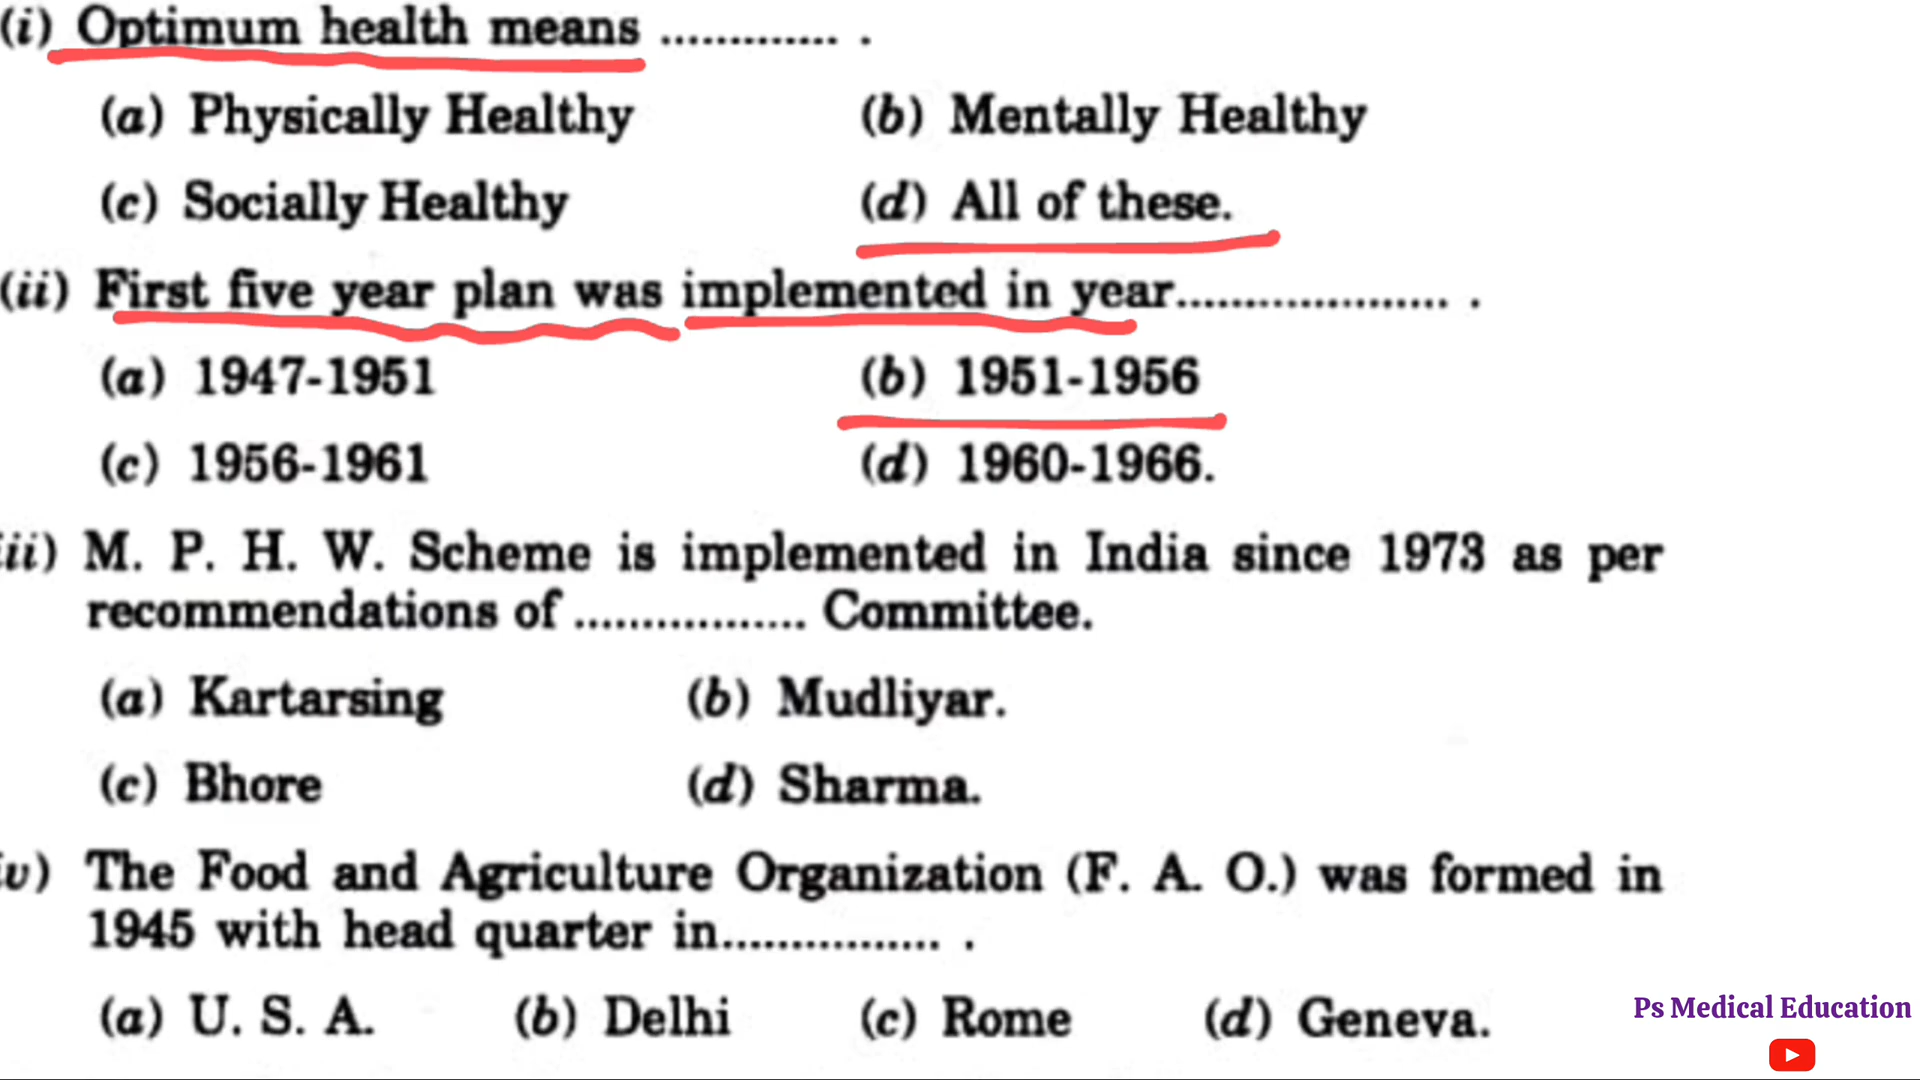 (i) Optimum health means ............. .
(a) Physically Healthy (b) Mentally Healthy
(c) Socially Healthy (d) All of these.
(ii) First five year plan was implemented in year.................... .
(a) 1947-1951 (b) 1951-1956
(c) 1956-1961 (d) 1960-1966.
ii) M. P. H. W. Scheme is implemented in India since 1973 as per
recommendations of ................. Committee.
(a) Kartarsing (b) Mudliyar.
(c) Bhore (d) Sharma.
iv) The Food and Agriculture Organization (F. A. O.) was formed in
1945 with head quarter in................ .
(a) U. S. A. (b) Delhi (c) Rome (d) Geneva.
Ps Medical Education